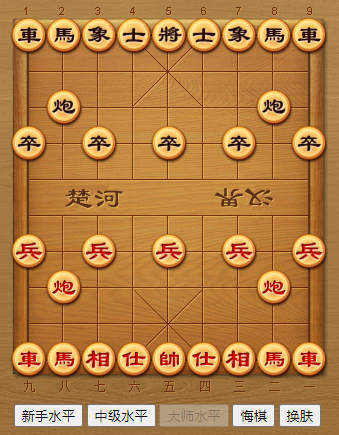 1 2 3 4 5 6 7 8 9
車 馬 象 士 將 士 象 馬 車
炮 炮
卒 卒 卒 卒 卒
楚河 汉界
兵 兵 兵 兵 兵
炮 炮
車 馬 相 仕 帥 仕 相 馬 車
九 八 七 六 五 四 三 二 一
新手水平 中级水平 大师水平 悔棋 换肤